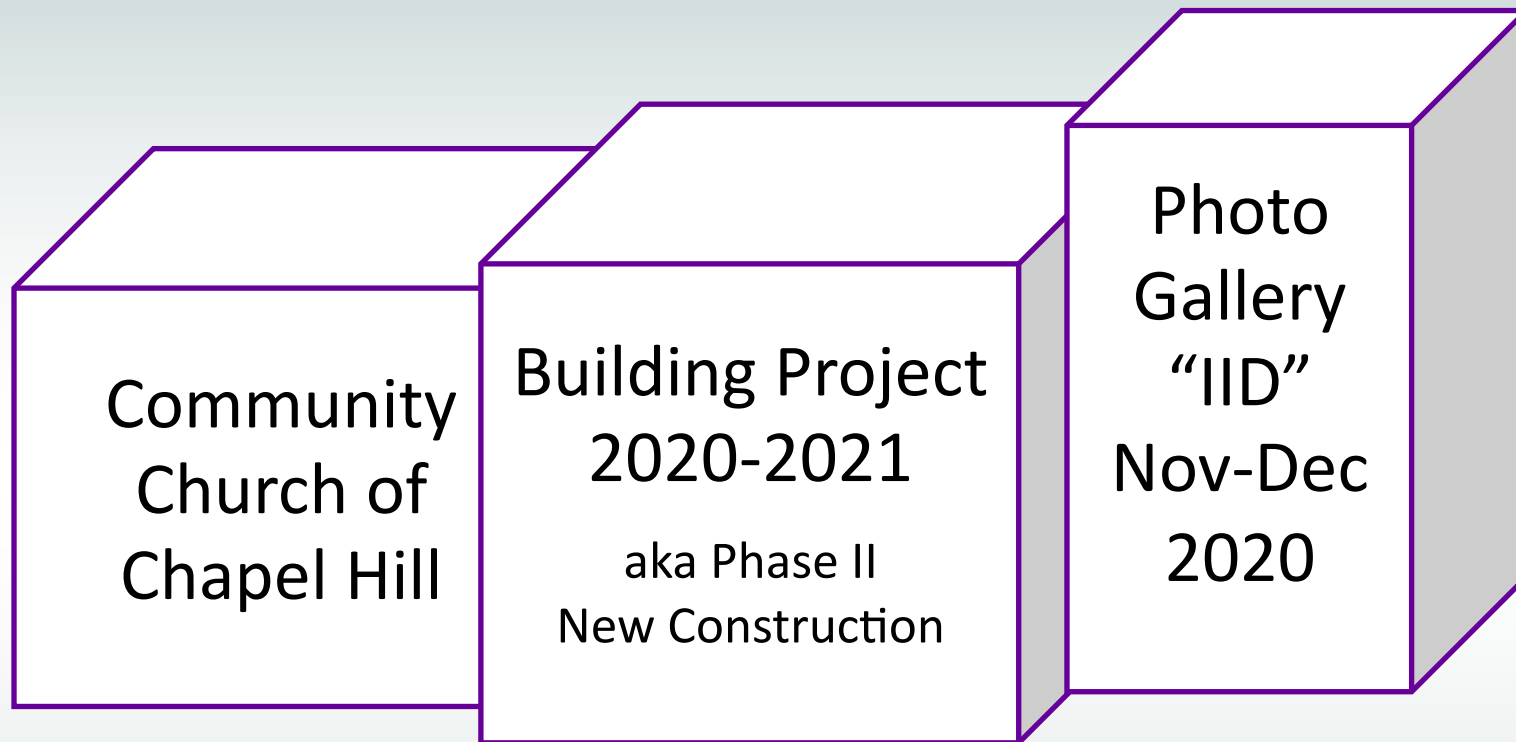 Community
Church of
Chapel Hill
Building Project
2020-2021
aka Phase II
New Construction
Photo
Gallery
“IID”
Nov-Dec
2020